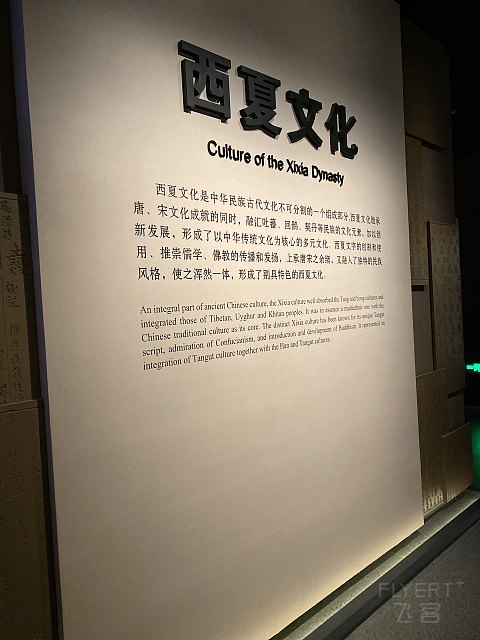 西夏文化
Culture of the Xixia Dynasty
西夏文化是中华民族古代文化不可分割的一个组成部分,西夏文化继承
唐、宋文化成就的同时，融汇吐蕃、回鹘、契丹等民族的文化元素，加以创
新发展，形成了以中华传统文化为核心的多元文化。西夏文字的创制和使
用、推崇儒学、佛教的传播和发扬，上承唐宋之余绪，又融入了独特的民族
风格，使之浑然一体，形成了别具特色的西夏文化。
An integral part of ancient Chinese culture, the Xixia culture well absorbed the Tang and Song cultures and
integrated those of Tibetan, Uyghur and Khitan peoples. It was in essence a multiethnic one with the
Chinese traditional culture as its core. The distinct Xixia culture has been known for its unique Tangut
script, admiration of Confucianism, and introduction and development of Buddhism. It represented an
integration of Tangut culture together with the Han and Tangut cultures.
FLYERT+
飞客